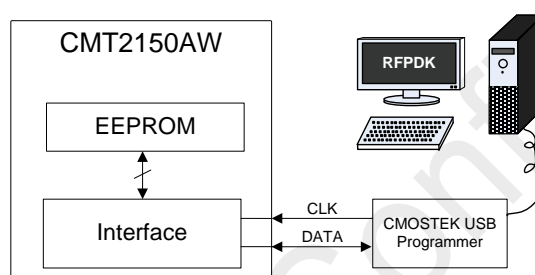 CMT2150AW
RFPDK
EEPROM
CLK
Interface
DATA
CMOSTEK USB
Programmer